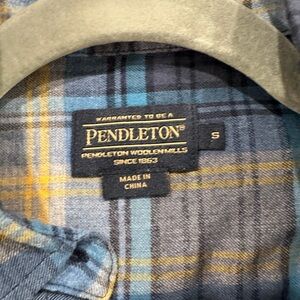 WARRANTED TO BE A
PENDLETON®
PENDLETON WOOLEN MILLS
SINCE 1863
S
MADE IN
CHINA